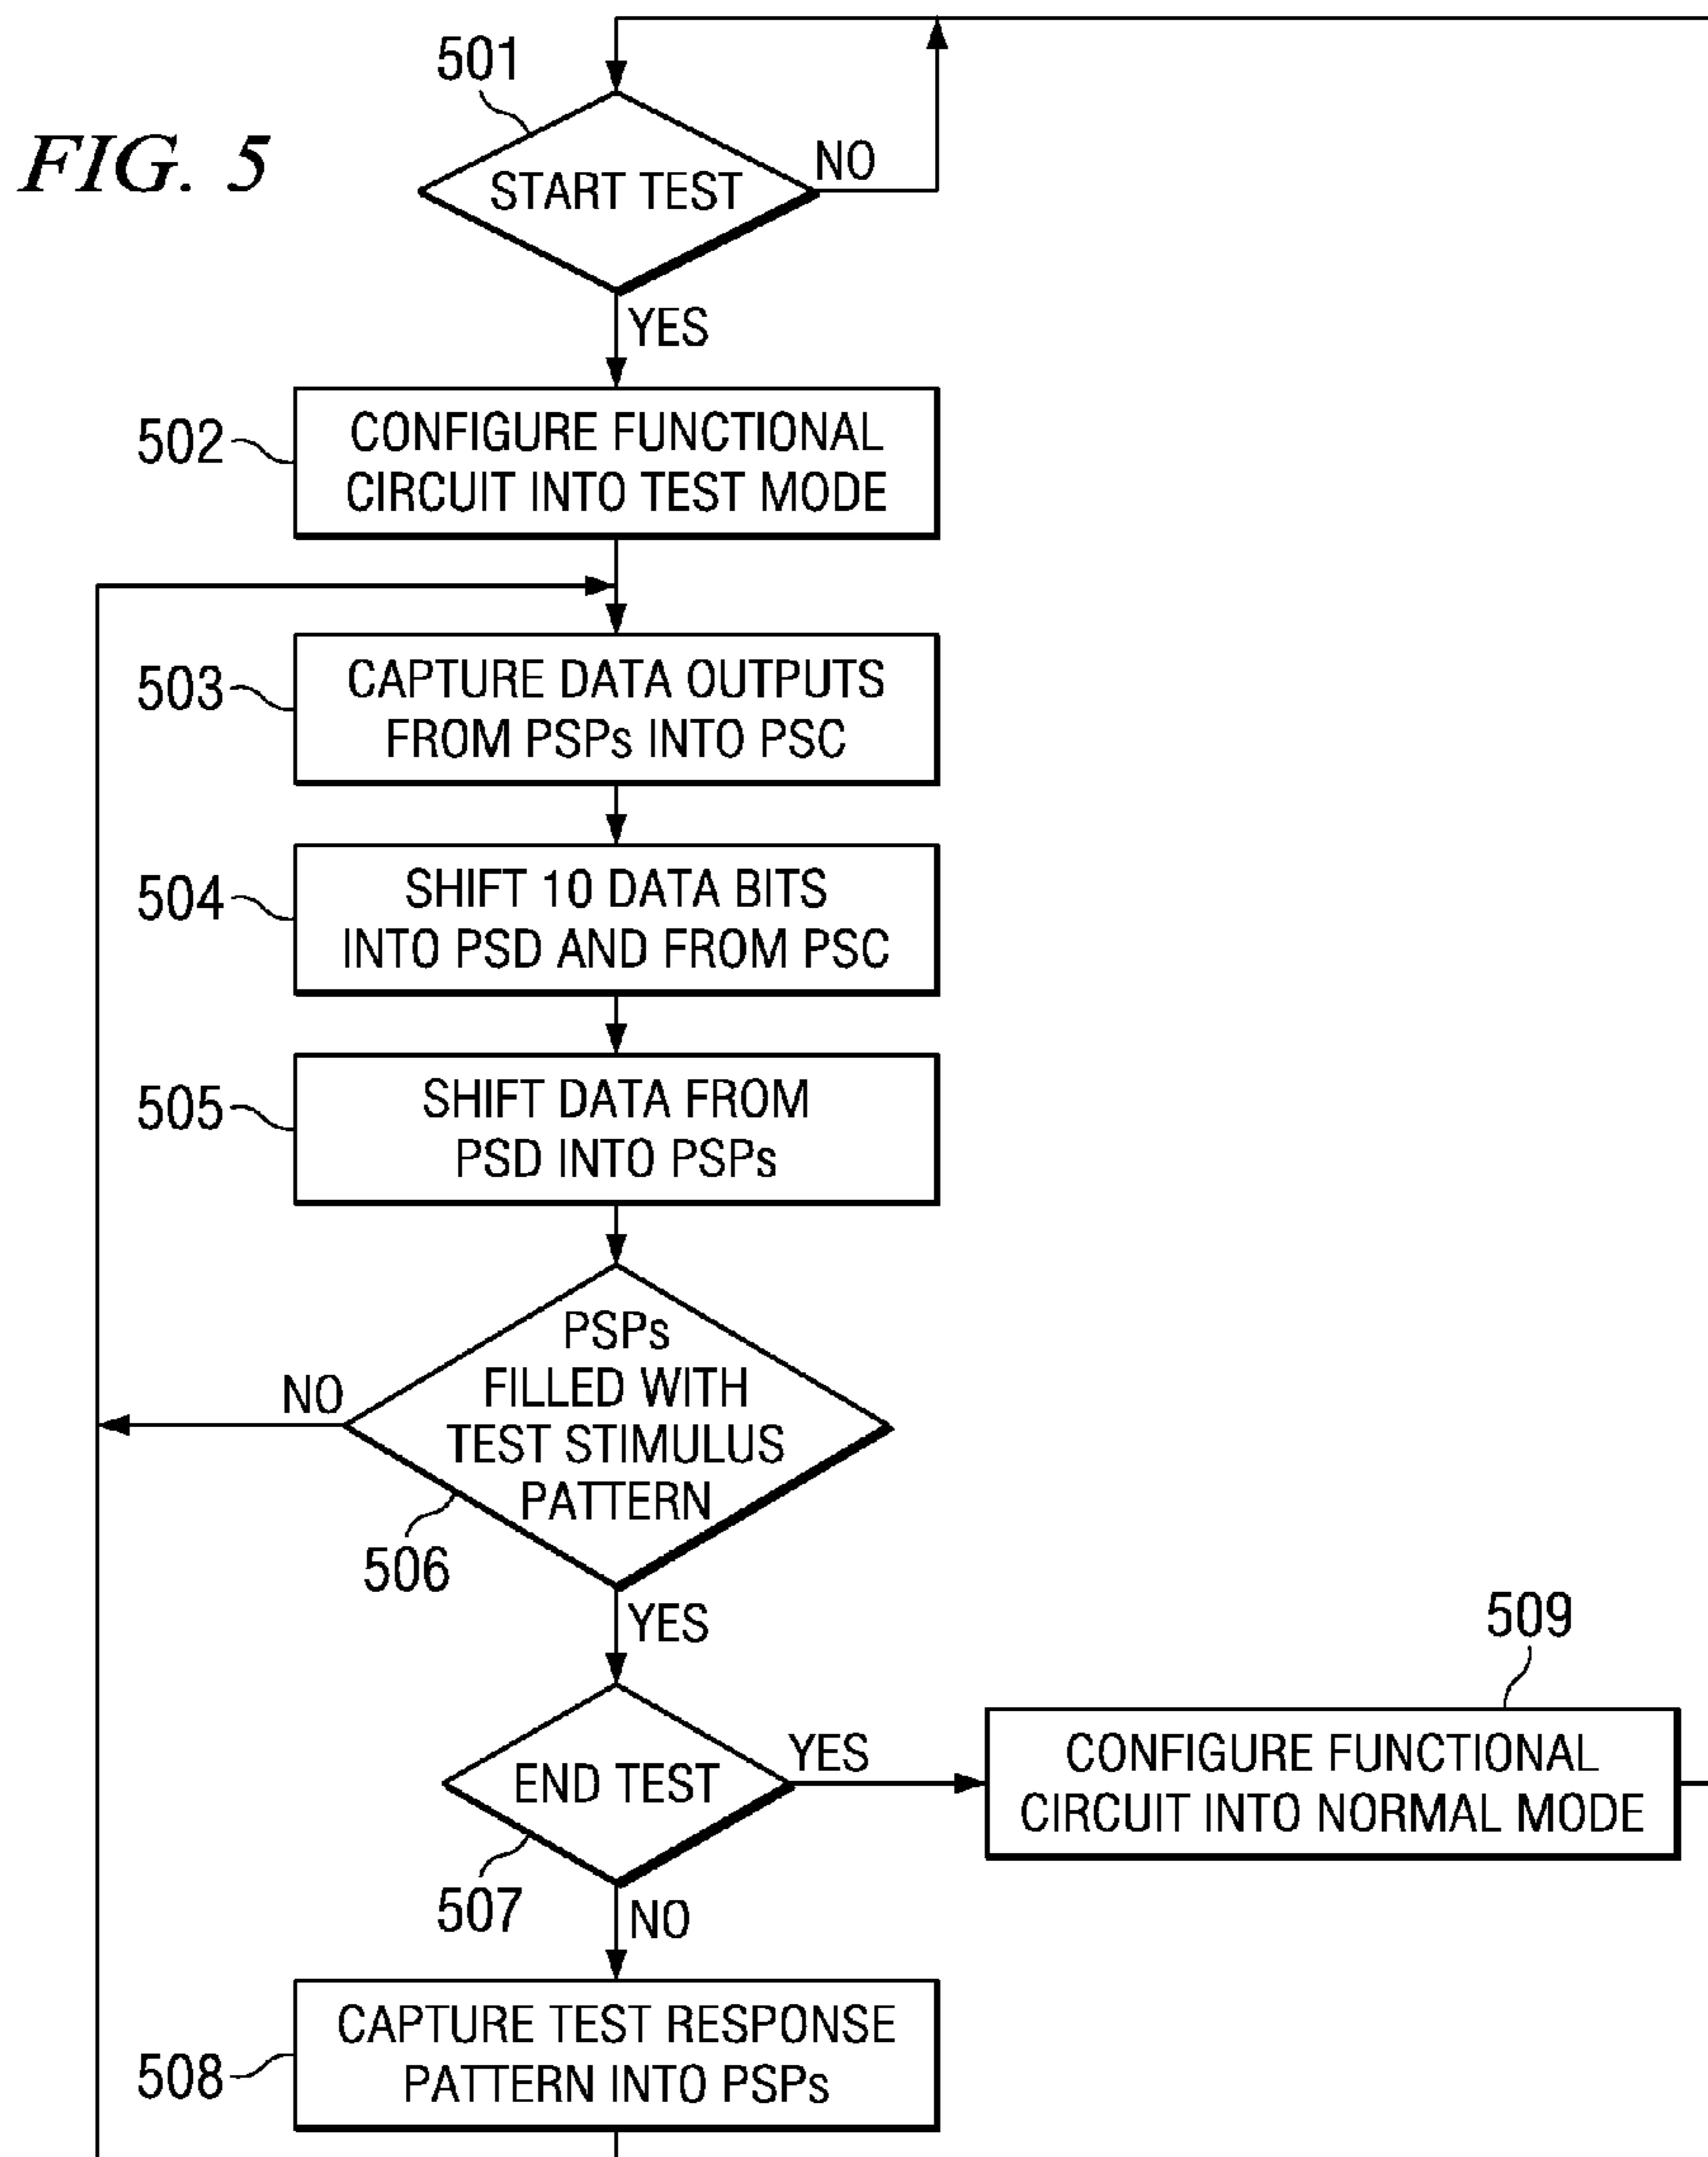 FIG. 5
501
START TEST
NO
YES
502
CONFIGURE FUNCTIONAL
CIRCUIT INTO TEST MODE
503
CAPTURE DATA OUTPUTS
FROM PSPs INTO PSC
504
SHIFT 10 DATA BITS
INTO PSD AND FROM PSC
505
SHIFT DATA FROM
PSD INTO PSPs
PSPs
FILLED WITH
TEST STIMULUS
PATTERN
NO
506
YES
END TEST
YES
507
NO
509
CONFIGURE FUNCTIONAL
CIRCUIT INTO NORMAL MODE
508
CAPTURE TEST RESPONSE
PATTERN INTO PSPs